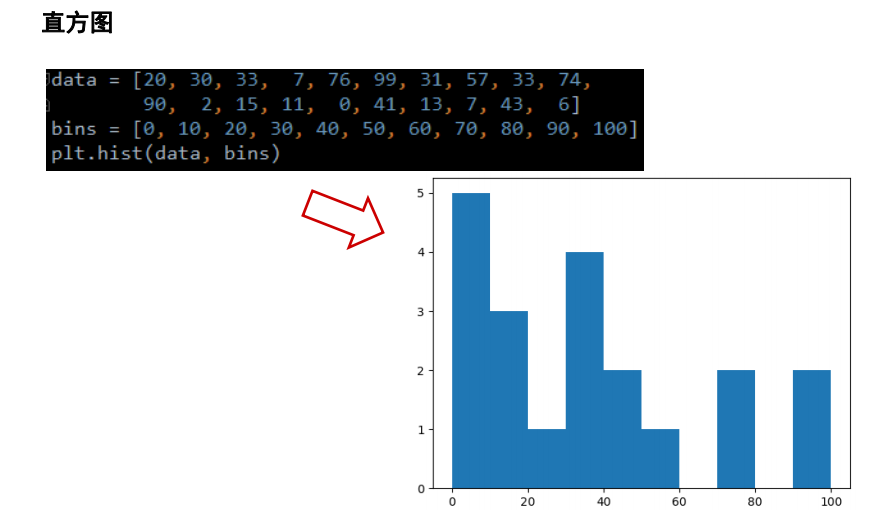 直方图
data = [20, 30, 33,  7, 76, 99, 31, 57, 33, 74,
        90,  2, 15, 11,  0, 41, 13, 7, 43,  6]
bins = [0, 10, 20, 30, 40, 50, 60, 70, 80, 90, 100]
plt.hist(data, bins)
5
4
3
2
1
0
0 20 40 60 80 100